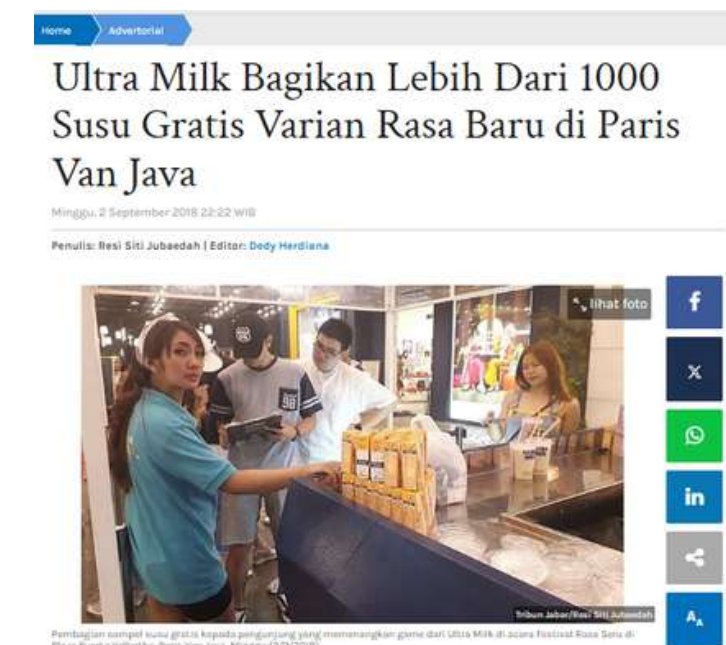 Home
Advertorial
Ultra Milk Bagikan Lebih Dari 1000
Susu Gratis Varian Rasa Baru di Paris
Van Java
Minggu, 2 September 2018 22:22 WIB
Penulis: Resi Siti Jubaedah | Editor: Dedy Herdiana
lihat foto
Tribun Jabar/Resi Siti Jubaedah
Pembagian sampel susu gratis kepada pengunjung yang memenangkan game dari Ultra Milk di acara Festival Rasa Seru di